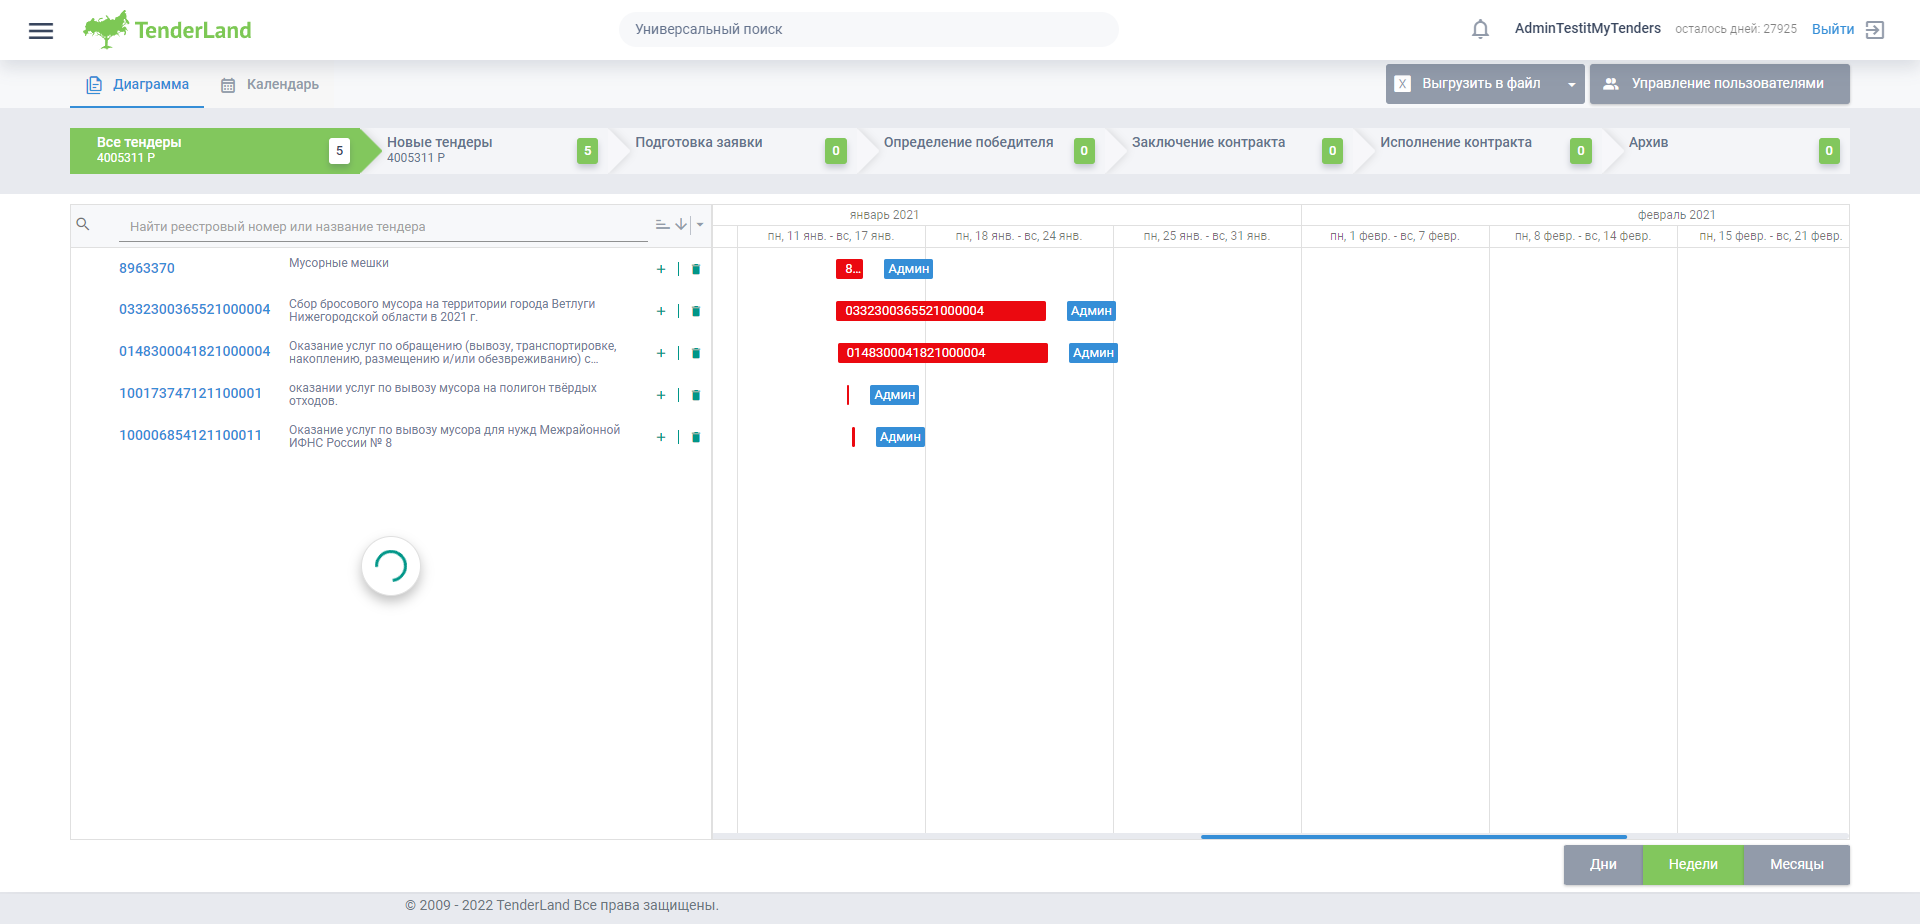 TenderLand
Универсальный поиск
AdminTestitMyTenders
осталось дней: 27925
Выйти
Диаграмма
Календарь
X
Выгрузить в файл
Управление пользователями
Все тендеры
4005311 Р
5
Новые тендеры
4005311 Р
5
Подготовка заявки
0
Определение победителя
0
Заключение контракта
0
Исполнение контракта
0
Архив
0
Найти реестровый номер или название тендера
январь 2021
февраль 2021
пн, 11 янв. - вс, 17 янв.
пн, 18 янв. - вс, 24 янв.
пн, 25 янв. - вс, 31 янв.
пн, 1 февр. - вс, 7 февр.
пн, 8 февр. - вс, 14 февр.
пн, 15 февр. - вс, 21 февр.
8963370
Мусорные мешки
8...
Админ
0332300365521000004
Сбор бросового мусора на территории города Ветлуги
Нижегородской области в 2021 г.
0332300365521000004
Админ
0148300041821000004
Оказание услуг по обращению (вывозу, транспортировке,
накоплению, размещению и/или обезвреживанию) с...
0148300041821000004
Админ
100173747121100001
оказании услуг по вывозу мусора на полигон твёрдых
отходов.
Админ
100006854121100011
Оказание услуг по вывозу мусора для нужд Межрайонной
ИФНС России № 8
Админ
Дни
Недели
Месяцы
© 2009 - 2022 TenderLand Все права защищены.